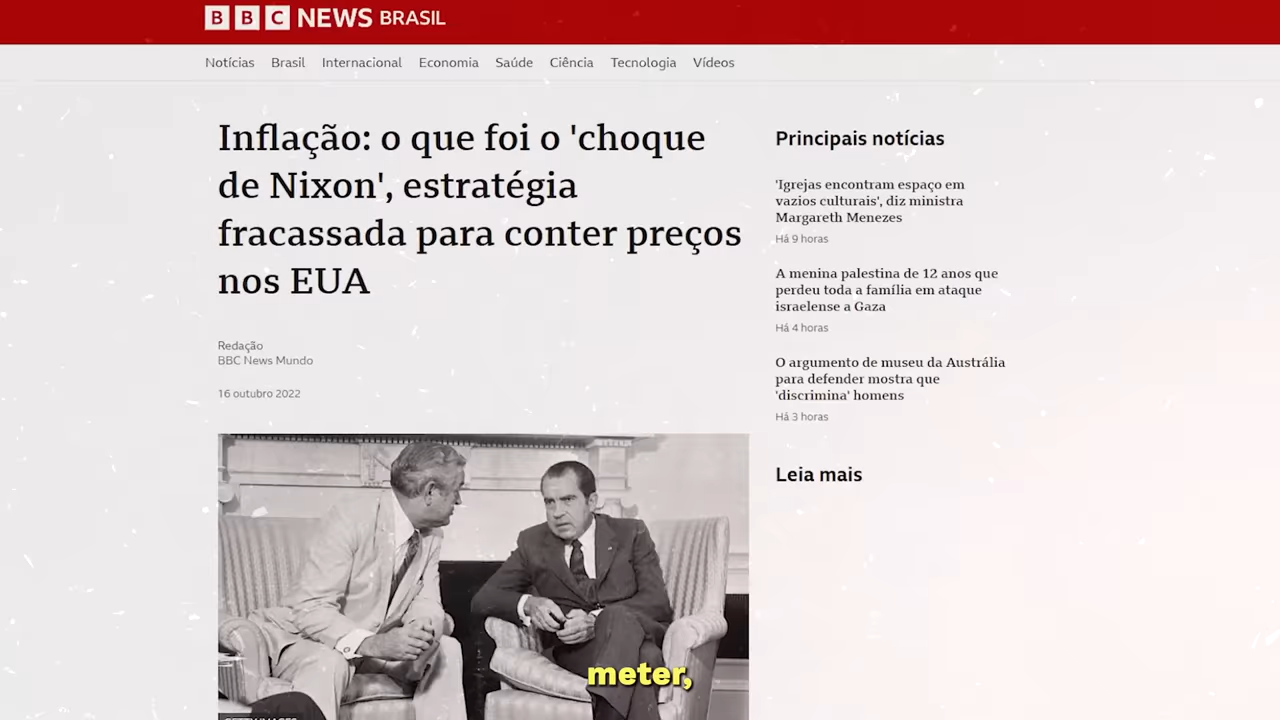 BBC NEWS BRASIL
Notícias Brasil Internacional Economia Saúde Ciência Tecnologia Vídeos
Inflação: o que foi o 'choque
de Nixon', estratégia
fracassada para conter preços
nos EUA
Redação
BBC News Mundo
16 outubro 2022
Principais notícias
'Igrejas encontram espaço em
vazios culturais', diz ministra
Margareth Menezes
Há 9 horas
A menina palestina de 12 anos que
perdeu toda a família em ataque
israelense a Gaza
Há 4 horas
O argumento de museu da Austrália
para defender mostra que
'discrimina' homens
Há 3 horas
Leia mais
meter,